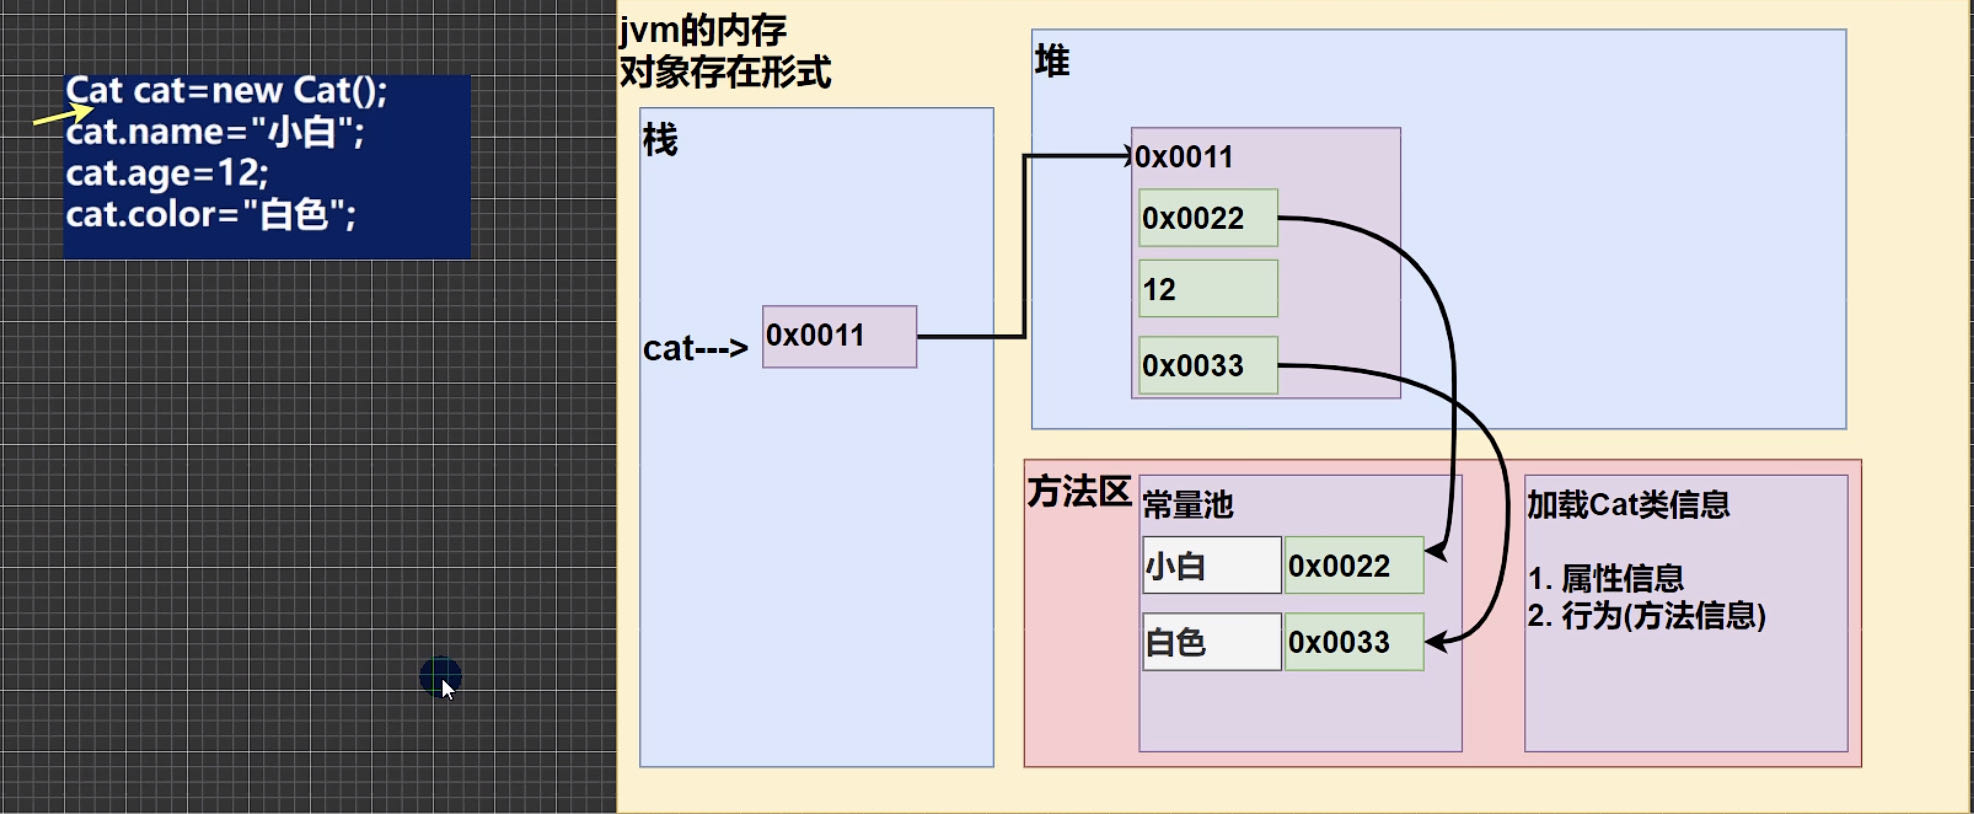 Cat cat=new Cat();
cat.name="小白";
cat.age=12;
cat.color="白色";
jvm的内存
对象存在形式
栈
cat--->
0x0011
堆
0x0011
0x0022
12
0x0033
方法区
常量池
小白
0x0022
白色
0x0033
加载Cat类信息
1. 属性信息
2. 行为(方法信息)